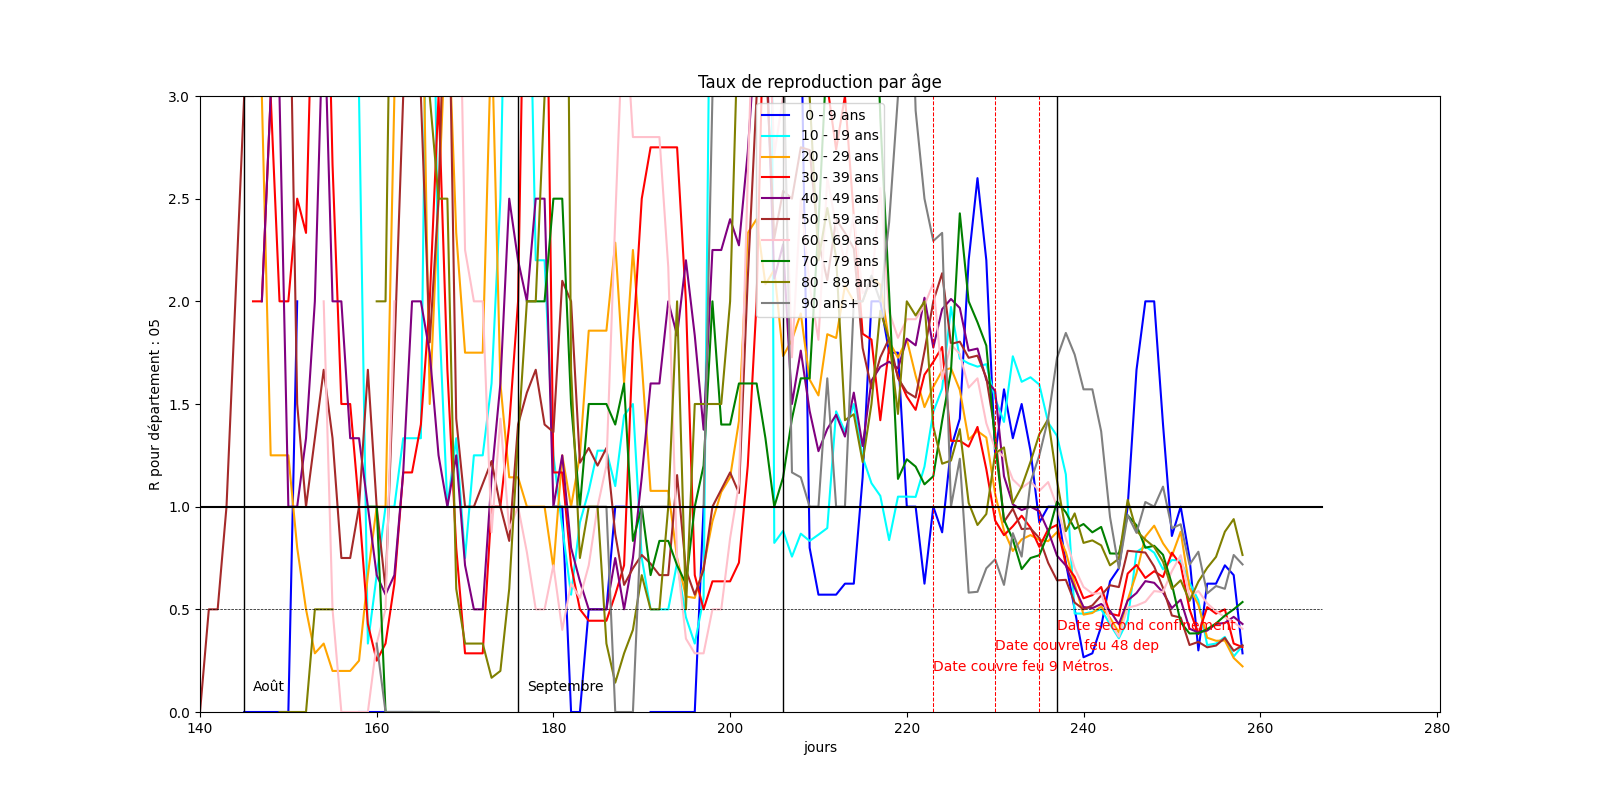 Taux de reproduction par âge
R pour département : 05
3.0
2.5
2.0
1.5
1.0
0.5
0.0
0 - 9 ans
10 - 19 ans
20 - 29 ans
30 - 39 ans
40 - 49 ans
50 - 59 ans
60 - 69 ans
70 - 79 ans
80 - 89 ans
90 ans+
Date second confinement
Date couvre feu 48 dep
Date couvre feu 9 Métros.
Août
Septembre
140
160
180
200
220
240
260
280
jours